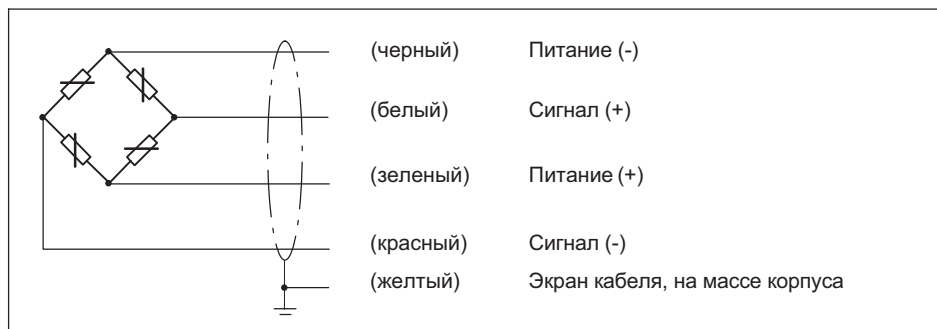 (черный) Питание (-)
(белый) Сигнал (+)
(зеленый) Питание (+)
(красный) Сигнал (-)
(желтый) Экран кабеля, на массе корпуса